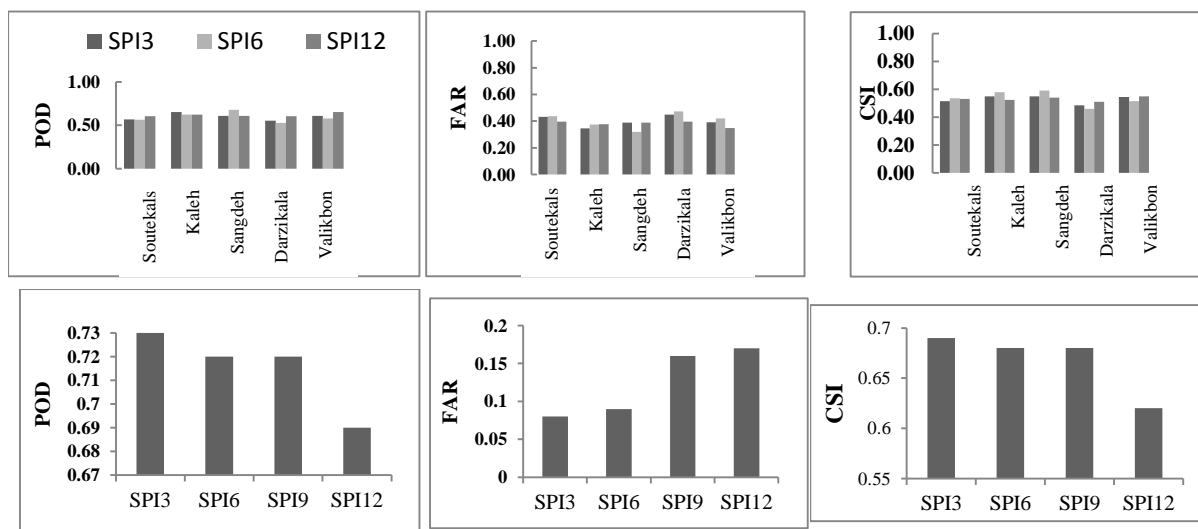 SPI3 SPI6 SPI12
POD
1.00
0.50
0.00
Soutekals
Kaleh
Sangdeh
Darzikala
Valikbon
FAR
1.00
0.80
0.60
0.40
0.20
0.00
Soutekals
Kaleh
Sangdeh
Darzikala
Valikbon
CSI
1.00
0.80
0.60
0.40
0.20
0.00
Soutekals
Kaleh
Sangdeh
Darzikala
Valikbon
POD
0.73
0.72
0.71
0.7
0.69
0.68
0.67
SPI3 SPI6 SPI9 SPI12
FAR
0.2
0.15
0.1
0.05
0
SPI3 SPI6 SPI9 SPI12
CSI
0.7
0.65
0.6
0.55
SPI3 SPI6 SPI9 SPI12